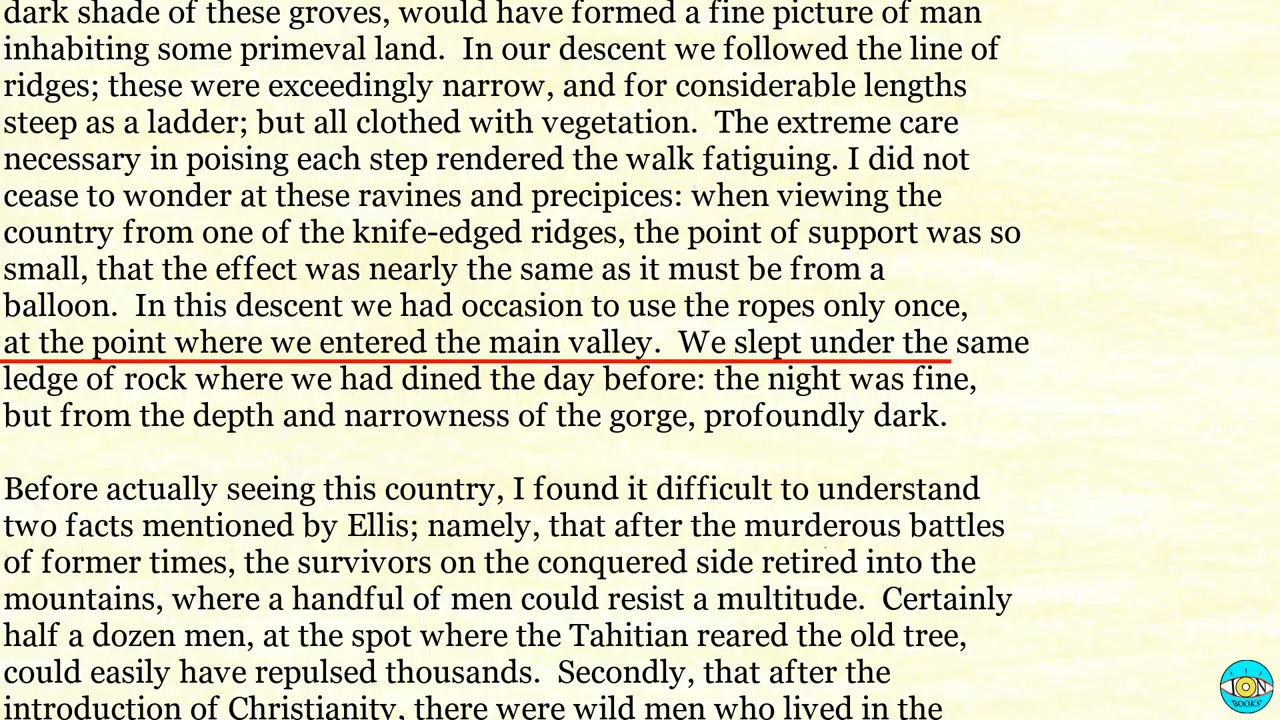 dark shade of these groves, would have formed a fine picture of man
inhabiting some primeval land.  In our descent we followed the line of
ridges; these were exceedingly narrow, and for considerable lengths
steep as a ladder; but all clothed with vegetation.  The extreme care
necessary in poising each step rendered the walk fatiguing. I did not
cease to wonder at these ravines and precipices: when viewing the
country from one of the knife-edged ridges, the point of support was so
small, that the effect was nearly the same as it must be from a
balloon.  In this descent we had occasion to use the ropes only once,
at the point where we entered the main valley.  We slept under the same
ledge of rock where we had dined the day before: the night was fine,
but from the depth and narrowness of the gorge, profoundly dark.
Before actually seeing this country, I found it difficult to understand
two facts mentioned by Ellis; namely, that after the murderous battles
of former times, the survivors on the conquered side retired into the
mountains, where a handful of men could resist a multitude.  Certainly
half a dozen men, at the spot where the Tahitian reared the old tree,
could easily have repulsed thousands.  Secondly, that after the
introduction of Christianity, there were wild men who lived in the
ION
BOOKS